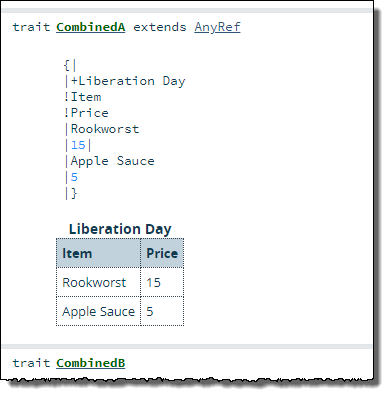 trait CombinedA extends AnyRef
{|
|+Liberation Day
!Item
!Price
|Rookworst
|15|
|Apple Sauce
|5
|}
Liberation Day
Item Price
Rookworst 15
Apple Sauce 5
trait CombinedB